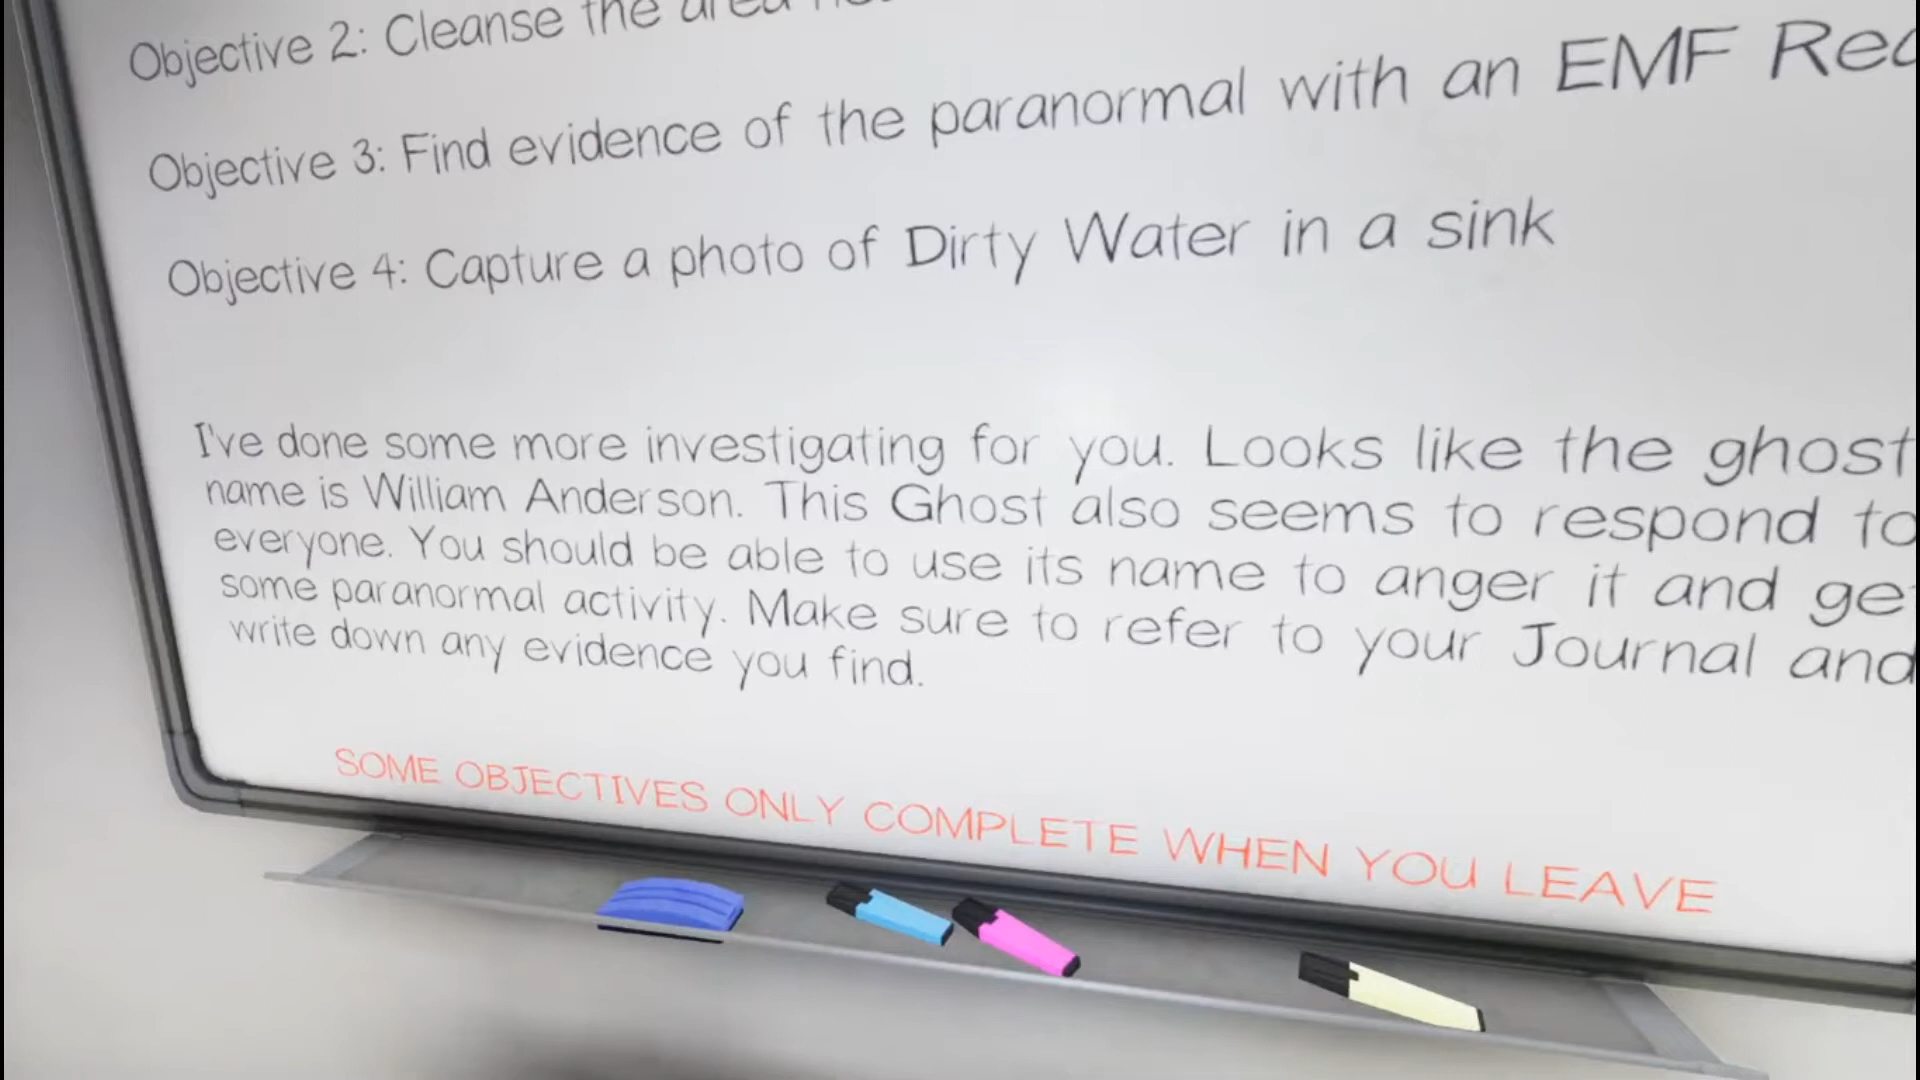 Objective 2: Cleanse the area
Objective 3: Find evidence of the paranormal with an EMF
Objective 4: Capture a photo of Dirty Water in a sink
I've done some more investigating for you. Looks like the ghost
name is William Anderson. This Ghost also seems to respond to
everyone. You should be able to use its name to anger it and
some paranormal activity. Make sure to refer to your Journal and
write down any evidence you find.
SOME OBJECTIVES ONLY COMPLETE WHEN YOU LEAVE